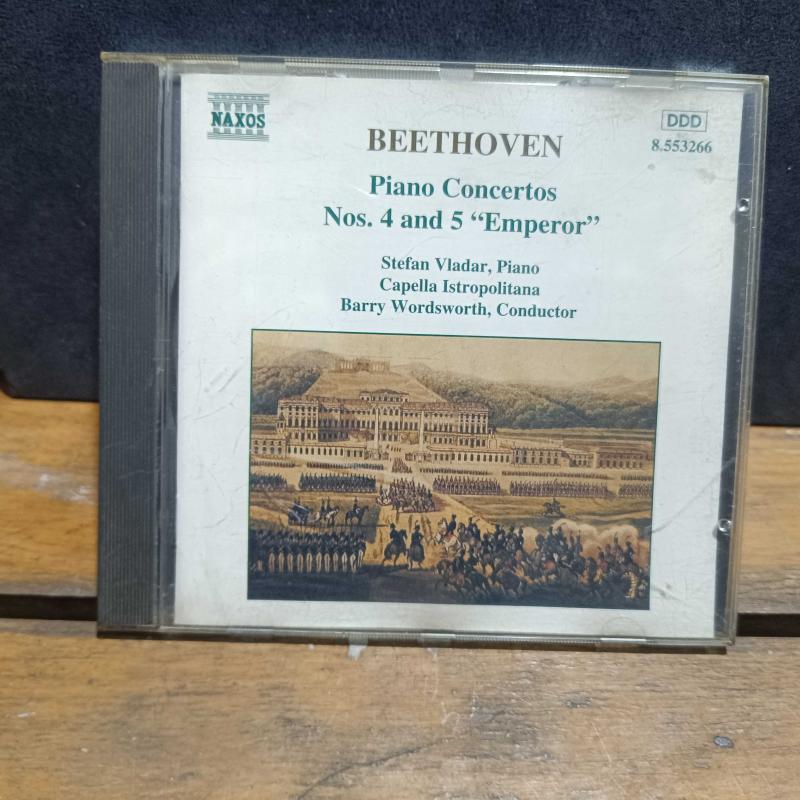 NAXOS
DDD
8.553266
BEETHOVEN
Piano Concertos
Nos. 4 and 5 “Emperor”
Stefan Vladar, Piano
Capella Istropolitana
Barry Wordsworth, Conductor